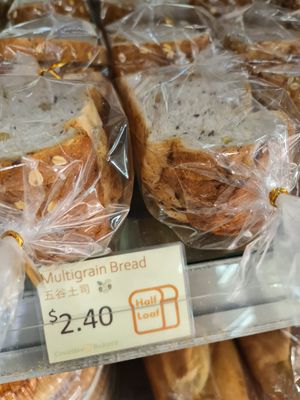 Multigrain Bread
五谷土司
$2.40
Half
Loaf